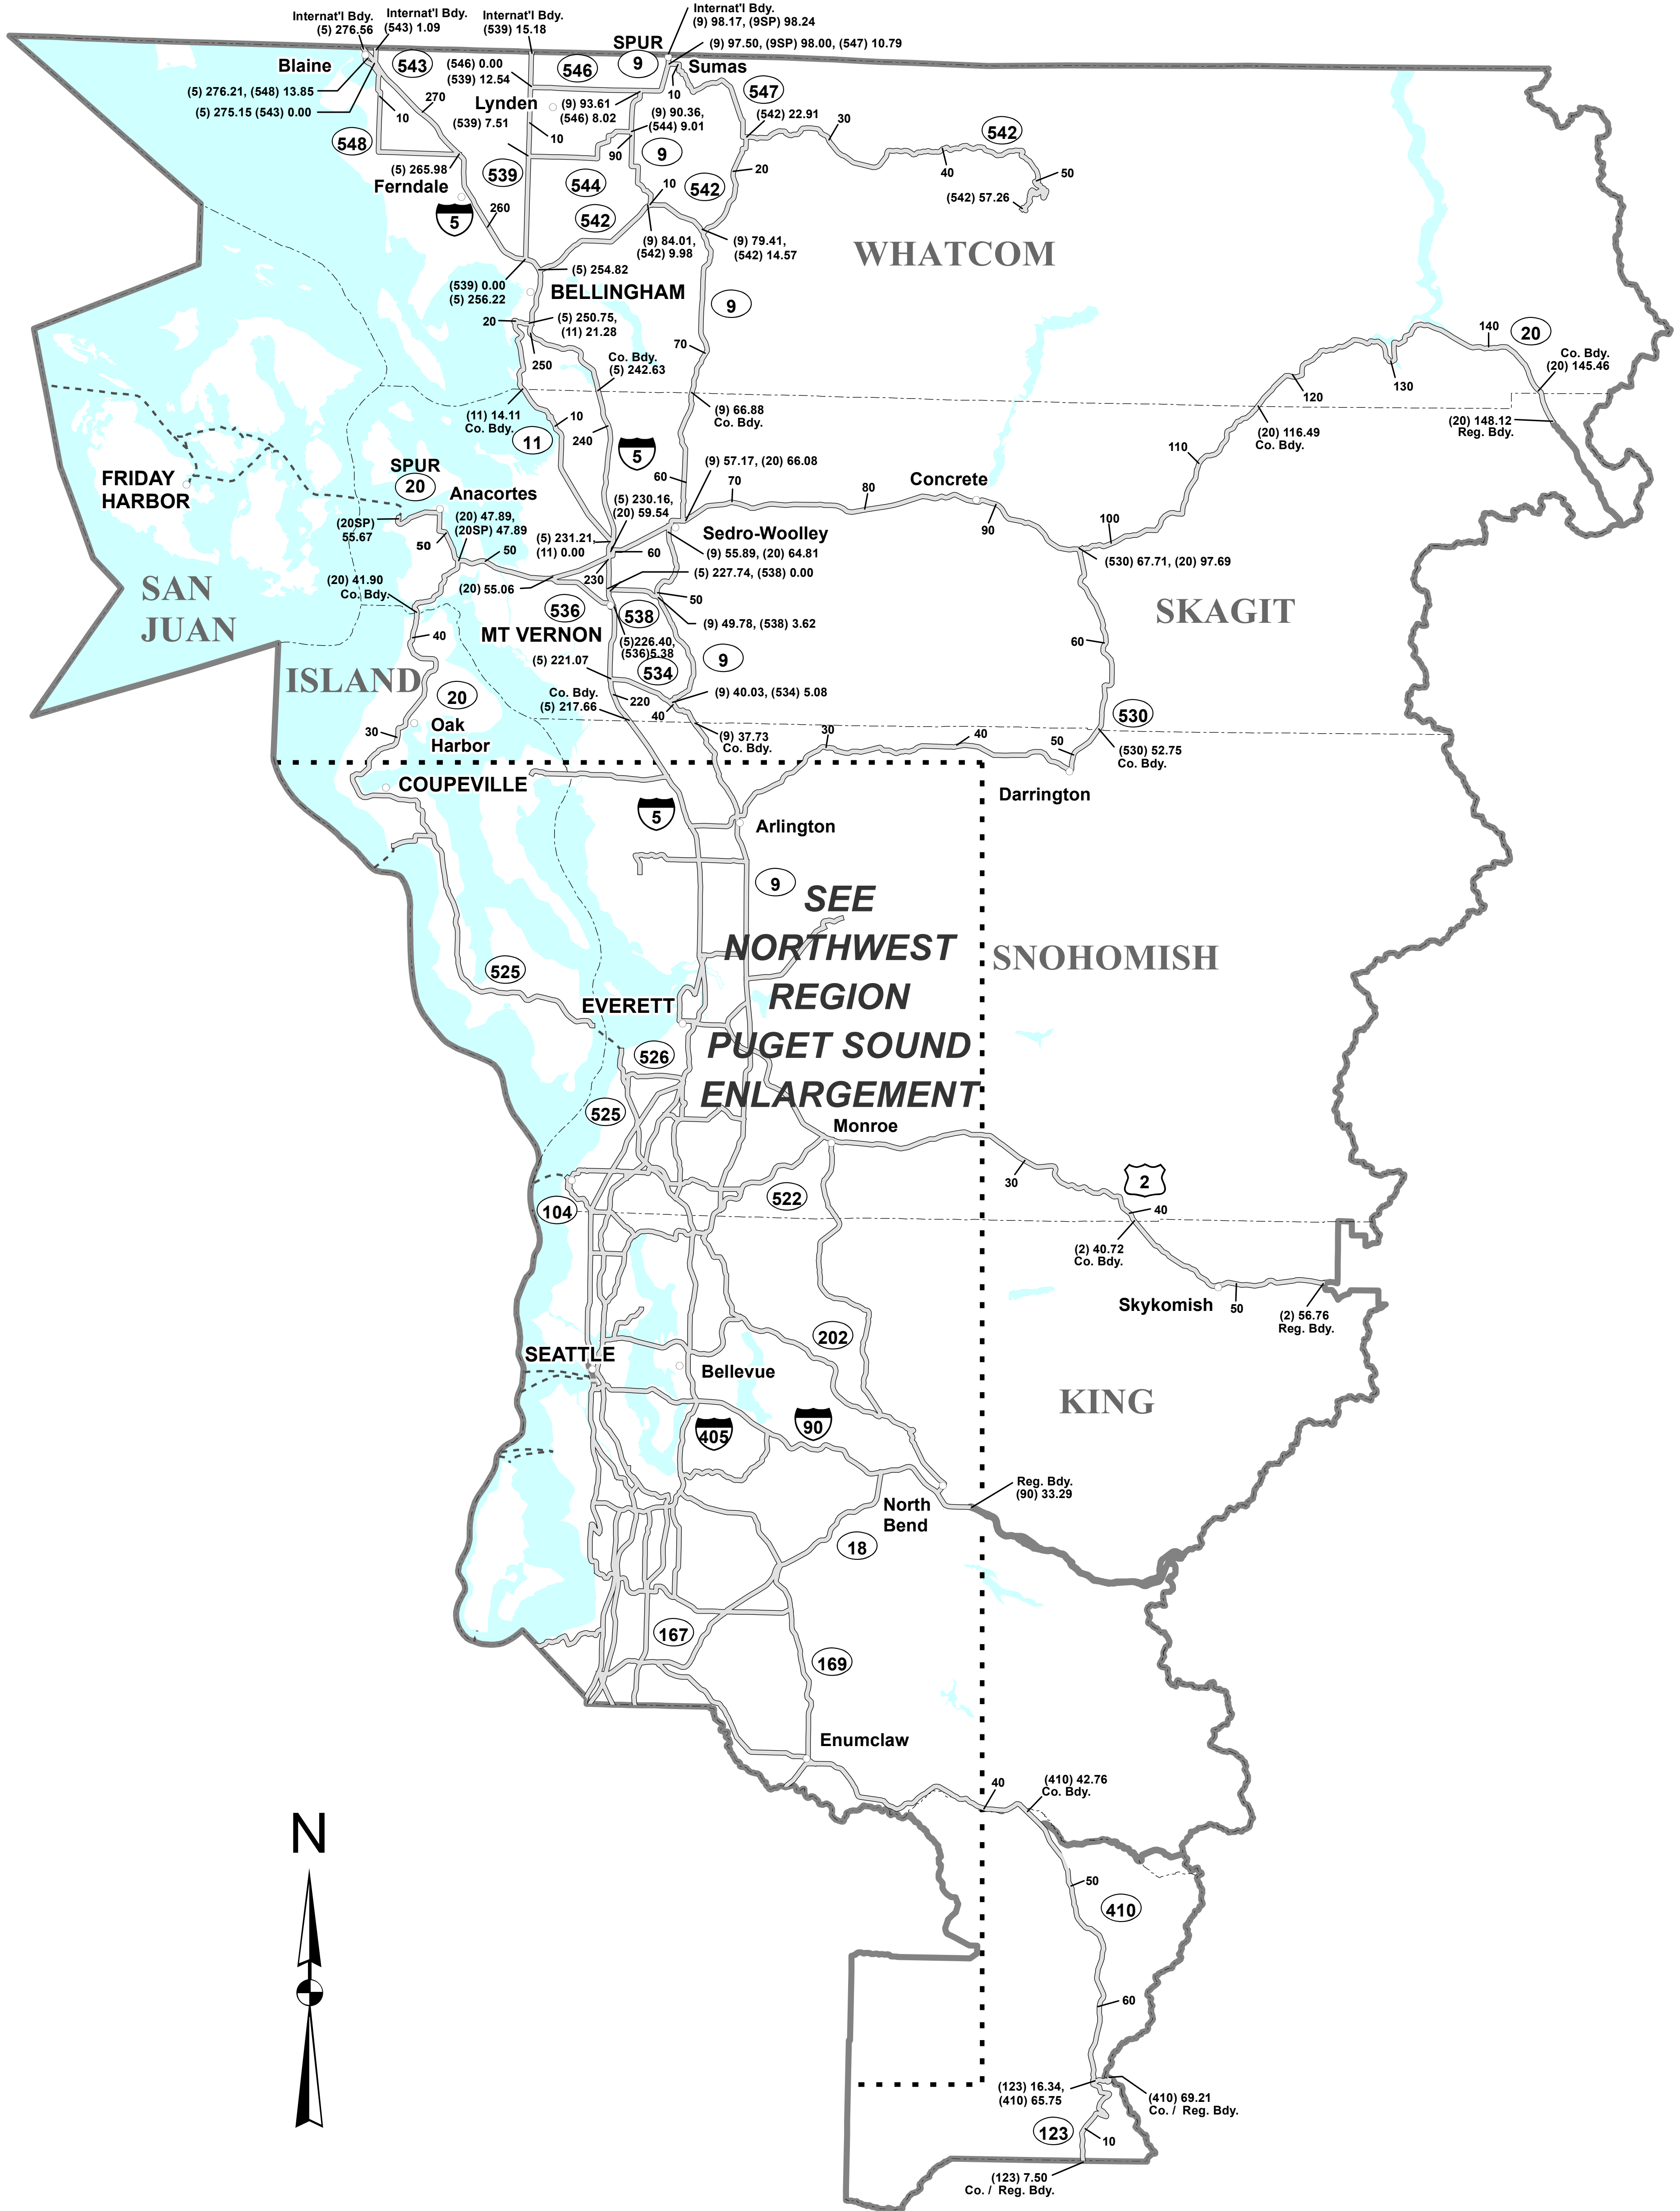 Internat'l Bdy.
(5) 276.56
Internat'l Bdy.
(543) 1.09
Internat'l Bdy.
(539) 15.18
Internat'l Bdy.
(9) 98.17, (9SP) 98.24
SPUR
9
(9) 97.50, (9SP) 98.00, (547) 10.79
Blaine
543
(546) 0.00
(539) 12.54
546
Sumas
(5) 276.21, (548) 13.85
(5) 275.15 (543) 0.00
270
10
Lynden
(539) 7.51
(9) 93.61
(546) 8.02
10
547
(9) 90.36,
(544) 9.01
(542) 22.91
30
542
548
10
90
9
(5) 265.98
Ferndale
539
544
10
542
20
40
50
(542) 57.26
5
260
542
(9) 84.01,
(542) 9.98
(9) 79.41,
(542) 14.57
WHATCOM
(5) 254.82
(539) 0.00
(5) 256.22
BELLINGHAM
9
20
(5) 250.75,
(11) 21.28
250
70
Co. Bdy.
(5) 242.63
140
20
Co. Bdy.
(20) 145.46
130
120
(11) 14.11
Co. Bdy.
10
11
240
(9) 66.88
Co. Bdy.
(20) 116.49
Co. Bdy.
(20) 148.12
Reg. Bdy.
110
5
FRIDAY
HARBOR
SPUR
20
Anacortes
60
(9) 57.17, (20) 66.08
70
80
Concrete
90
100
(20SP)
55.67
(20) 47.89,
(20SP) 47.89
50
50
(5) 230.16,
(20) 59.54
(5) 231.21,
(11) 0.00
60
Sedro-Woolley
(9) 55.89, (20) 64.81
(530) 67.71, (20) 97.69
230
(5) 227.74, (538) 0.00
SAN
JUAN
(20) 41.90
Co. Bdy.
(20) 55.06
536
538
50
(9) 49.78, (538) 3.62
SKAGIT
40
MT VERNON
(5)226.40,
(536)5.38
60
ISLAND
(5) 221.07
534
9
20
Co. Bdy.
(5) 217.66
220
40
(9) 40.03, (534) 5.08
530
30
Oak
Harbor
(9) 37.73
Co. Bdy.
30
40
50
(530) 52.75
Co. Bdy.
COUPEVILLE
Darrington
5
Arlington
9
SEE
NORTHWEST
REGION
PUGET SOUND
ENLARGEMENT
SNOHOMISH
525
EVERETT
526
525
Monroe
30
2
522
104
40
(2) 40.72
Co. Bdy.
Skykomish
50
(2) 56.76
Reg. Bdy.
202
SEATTLE
Bellevue
KING
405
90
Reg. Bdy.
(90) 33.29
North
Bend
18
167
169
Enumclaw
40
(410) 42.76
Co. Bdy.
N
50
410
60
(123) 16.34,
(410) 65.75
(410) 69.21
Co. / Reg. Bdy.
123
10
(123) 7.50
Co. / Reg. Bdy.